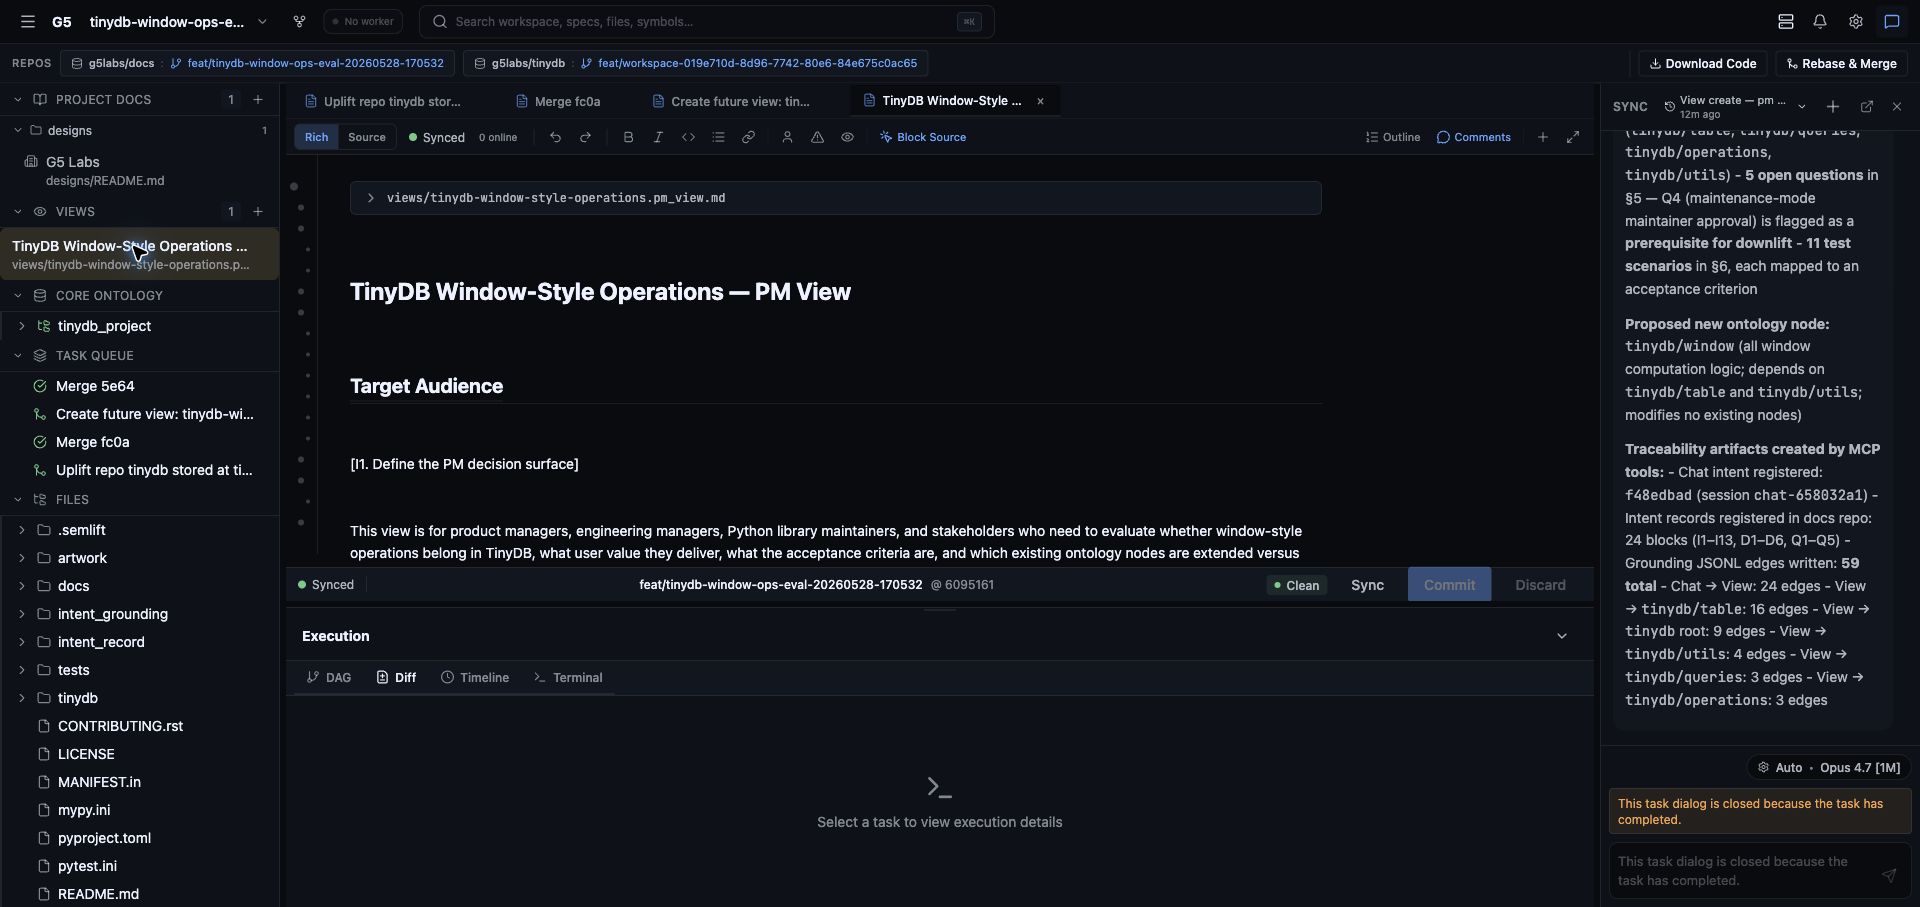 G5 tinydb-window-ops-e... No worker Search workspace, specs, files, symbols... ⌘K
REPOS g5labs/docs : feat/tinydb-window-ops-eval-20260528-170532 g5labs/tinydb : feat/workspace-019e710d-8d96-7742-80e6-84e675c0ac65 Download Code Rebase & Merge
PROJECT DOCS 1
designs 1
G5 Labs
designs/README.md
VIEWS 1
TinyDB Window-Style Operations ...
views/tinydb-window-style-operations.p...
CORE ONTOLOGY
tinydb_project
TASK QUEUE
Merge 5e64
Create future view: tinydb-wi...
Merge fc0a
Uplift repo tinydb stored at ti...
FILES
.semlift
artwork
docs
intent_grounding
intent_record
tests
tinydb
CONTRIBUTING.rst
LICENSE
MANIFEST.in
mypy.ini
pyproject.toml
pytest.ini
README.md
Uplift repo tinydb stor... Merge fc0a Create future view: tin... TinyDB Window-Style ...
Rich Source Synced 0 online Block Source Outline Comments
views/tinydb-window-style-operations.pm_view.md
TinyDB Window-Style Operations — PM View
Target Audience
[I1. Define the PM decision surface]
This view is for product managers, engineering managers, Python library maintainers, and stakeholders who need to evaluate whether window-style
operations belong in TinyDB, what user value they deliver, what the acceptance criteria are, and which existing ontology nodes are extended versus
Synced feat/tinydb-window-ops-eval-20260528-170532 @ 6095161 Clean Sync Commit Discard
Execution
DAG Diff Timeline Terminal
Select a task to view execution details
SYNC View create — pm ...
12m ago
(tinydb/table, tinydb/queries,
tinydb/operations,
tinydb/utils) - 5 open questions in
§5 — Q4 (maintenance-mode
maintainer approval) is flagged as a
prerequisite for downlift - 11 test
scenarios in §6, each mapped to an
acceptance criterion
Proposed new ontology node:
tinydb/window (all window
computation logic; depends on
tinydb/table and tinydb/utils;
modifies no existing nodes)
Traceability artifacts created by MCP
tools: - Chat intent registered:
f48edbad (session chat-658032a1) -
Intent records registered in docs repo:
24 blocks (I1–I13, D1–D6, Q1–Q5) -
Grounding JSONL edges written: 59
total - Chat → View: 24 edges - View
→ tinydb/table: 16 edges - View →
tinydb root: 9 edges - View →
tinydb/utils: 4 edges - View →
tinydb/queries: 3 edges - View →
tinydb/operations: 3 edges
Auto · Opus 4.7 [1M]
This task dialog is closed because the task has
completed.
This task dialog is closed because the
task has completed.